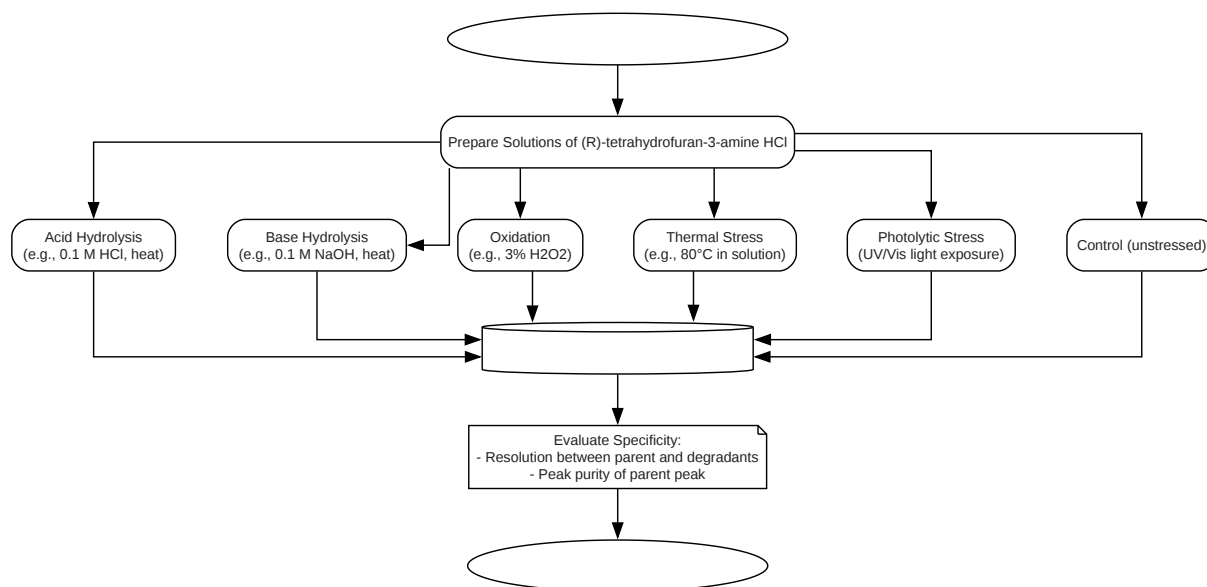 Prepare Solutions of (R)-tetrahydrofuran-3-amine HCl
Acid Hydrolysis
(e.g., 0.1 M HCl, heat)
Base Hydrolysis
(e.g., 0.1 M NaOH, heat)
Oxidation
(e.g., 3% H2O2)
Thermal Stress
(e.g., 80°C in solution)
Photolytic Stress
(UV/Vis light exposure)
Control (unstressed)
Evaluate Specificity:
- Resolution between parent and degradants
- Peak purity of parent peak